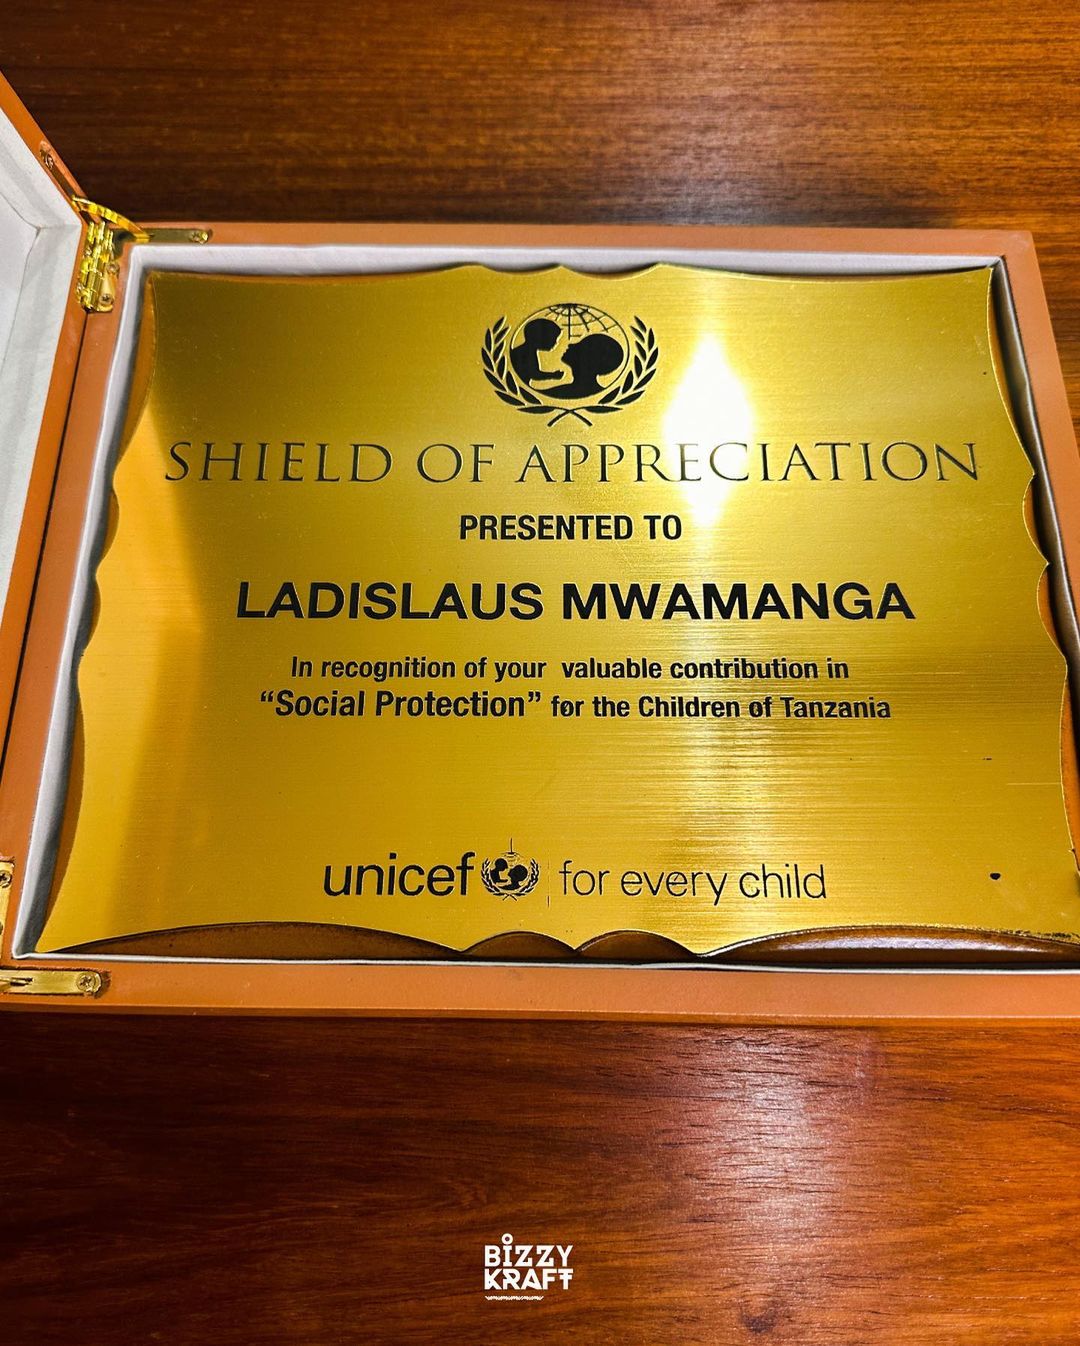 SHIELD OF APPRECIATION
PRESENTED TO
LADISLAUS MWAMANGA
In recognition of your valuable contribution in
“Social Protection” for the Children of Tanzania
unicef for every child
BIZZY
KRAFT